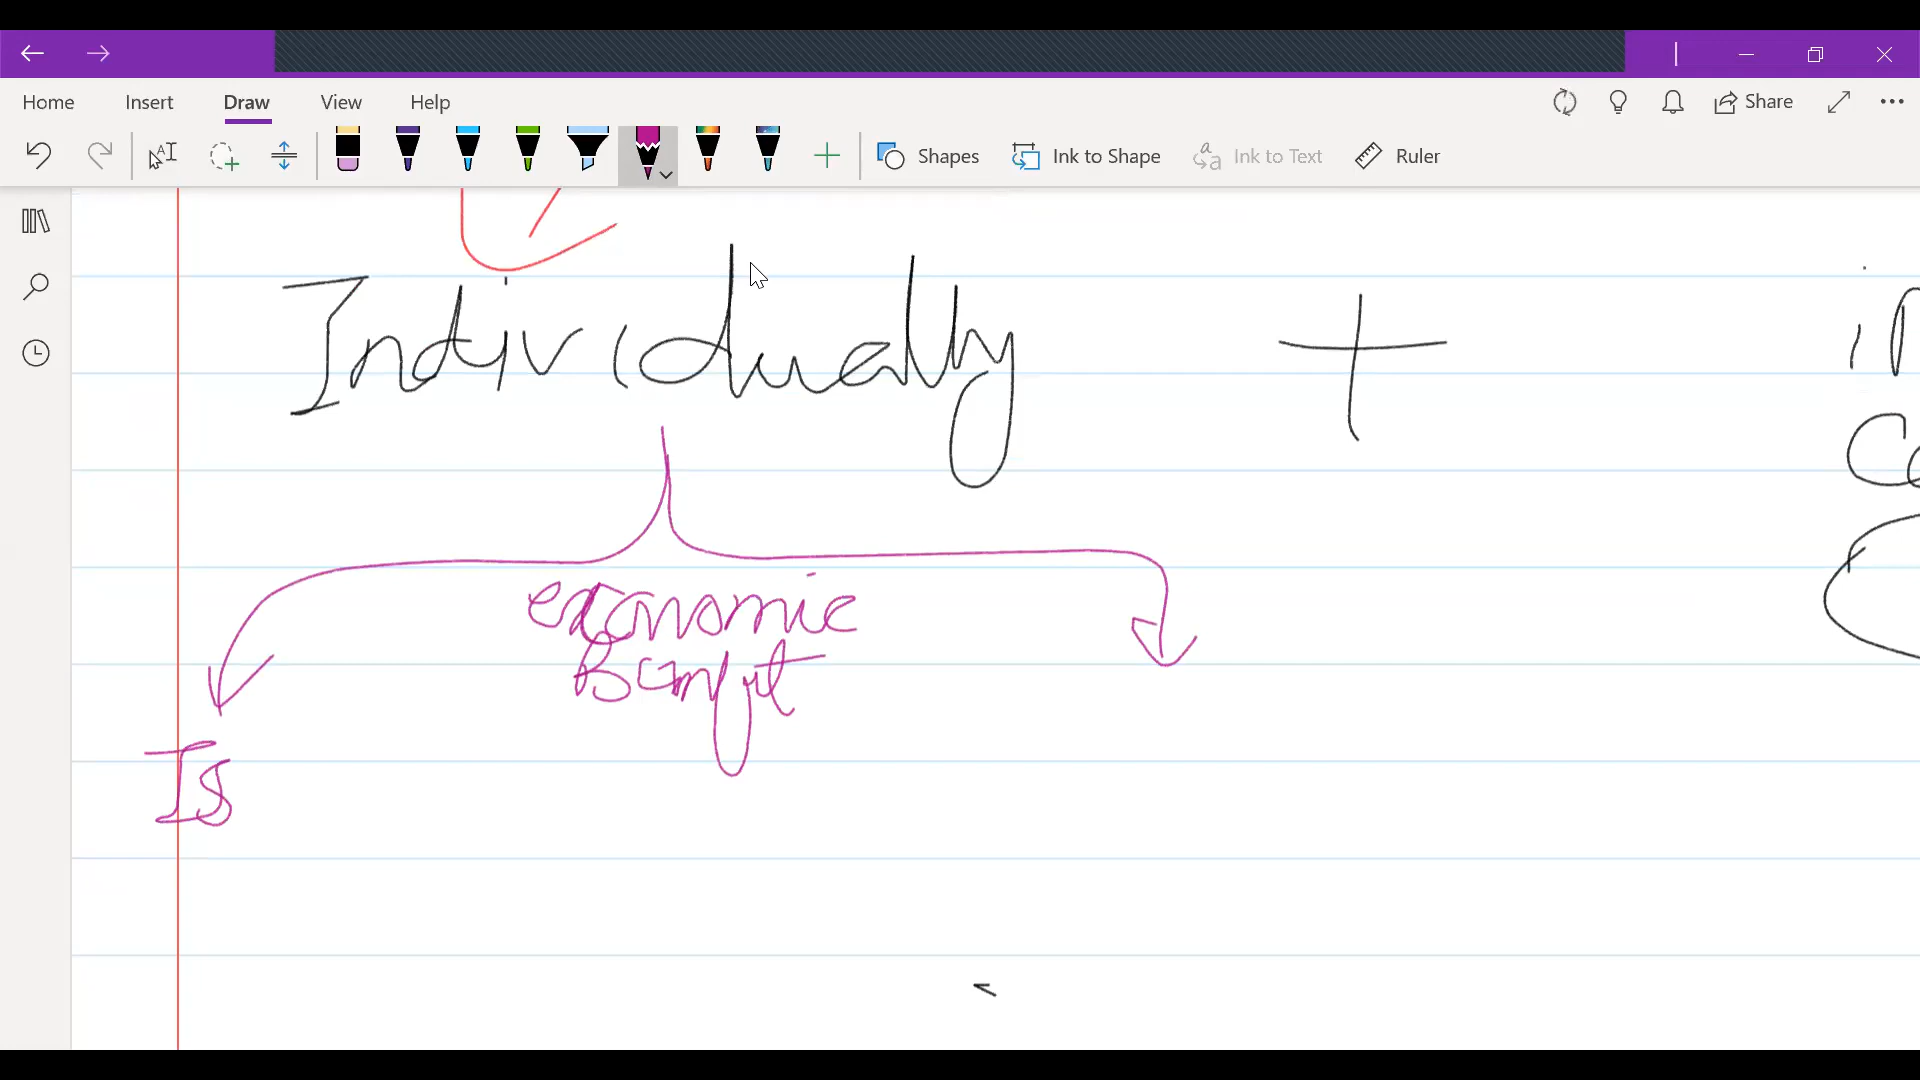 Home Insert Draw View Help Share
Shapes Ink to Shape Ink to Text Ruler
Individually +
economic
Benefit
Is